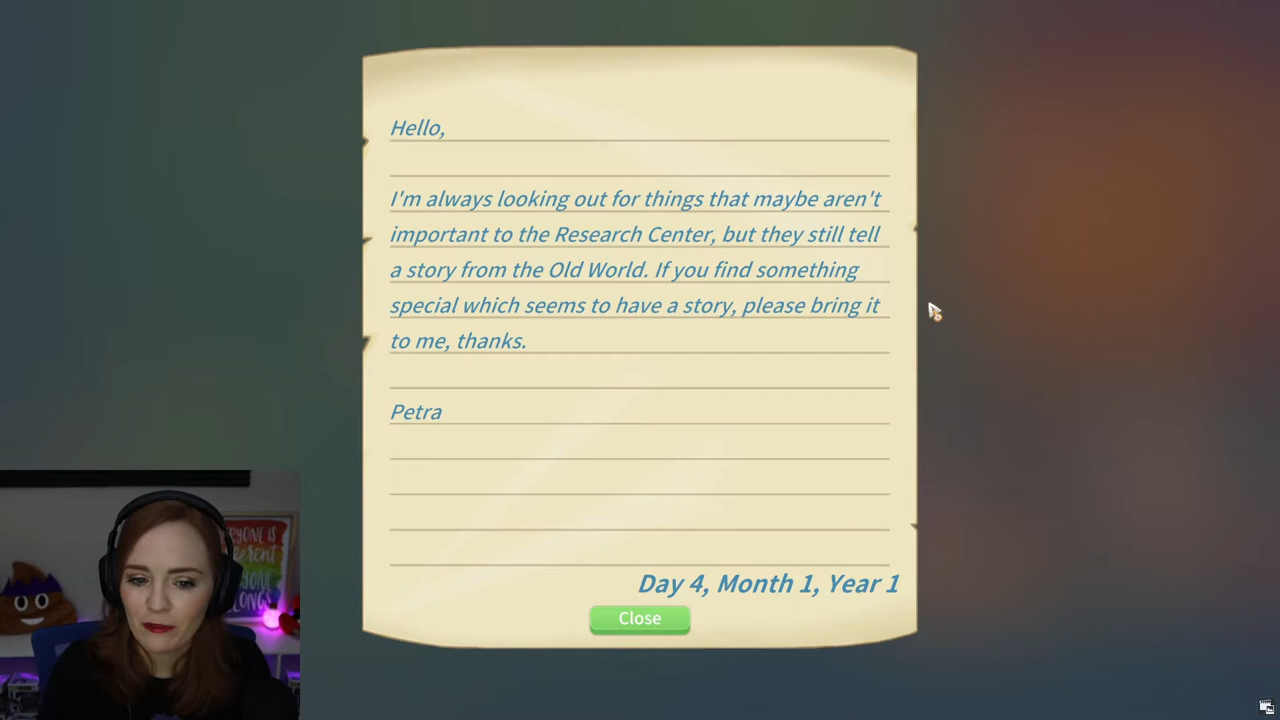 Hello,
I'm always looking out for things that maybe aren't
important to the Research Center, but they still tell
a story from the Old World. If you find something
special which seems to have a story, please bring it
to me, thanks.
Petra
Day 4, Month 1, Year 1
Close
EVERYONE IS